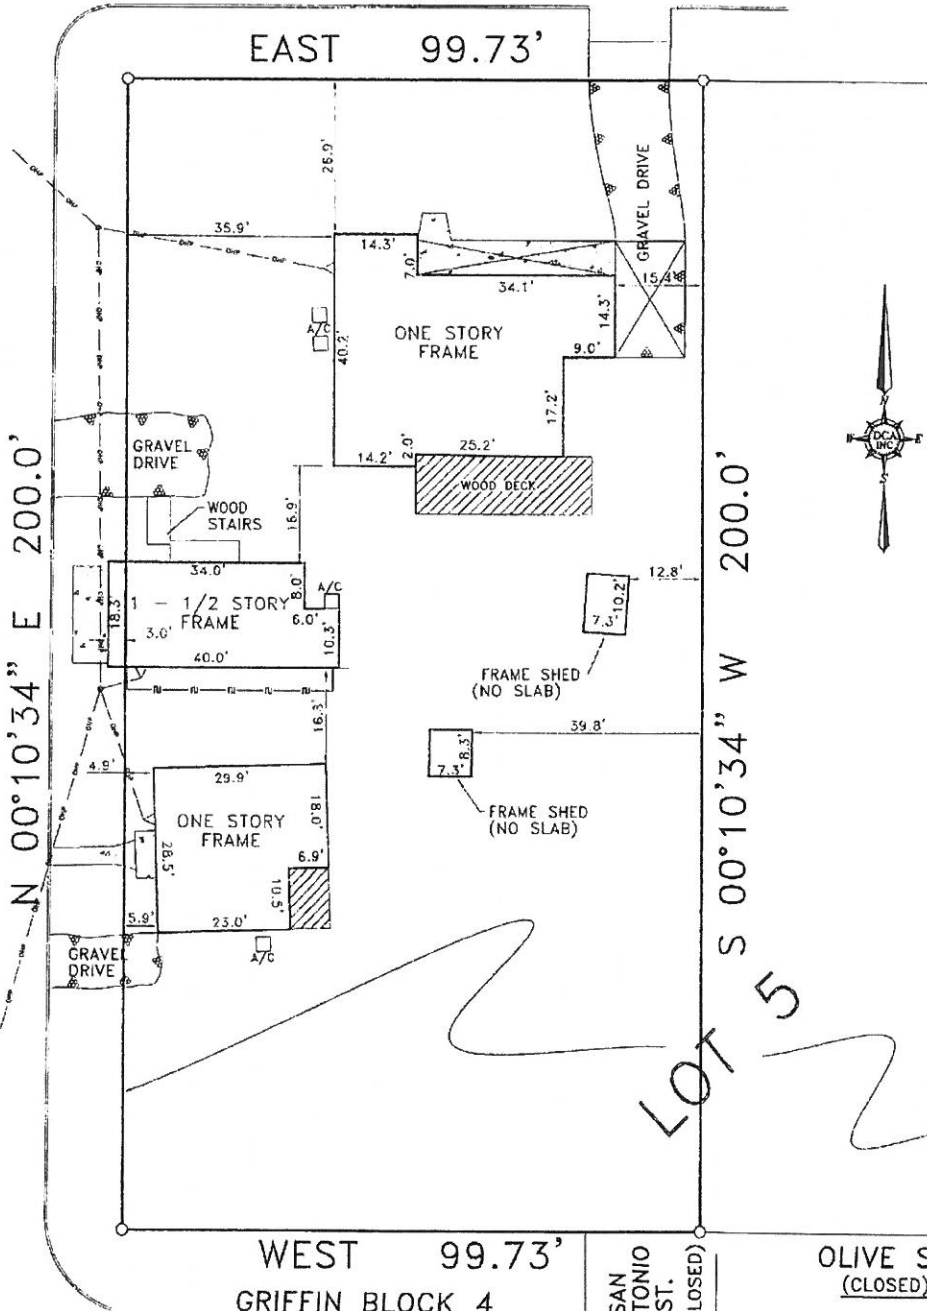 EAST 99.73'
26.9'
GRAVEL DRIVE
35.9'
14.3'
7.0'
34.1'
15.4'
14.3'
A/C
40.2'
ONE STORY
FRAME
9.0'
17.2'
GRAVEL
DRIVE
14.2'
2.0'
25.2'
WOOD DECK
N
W
DCA
INC
E
S
WOOD
STAIRS
16.9'
34.0'
8.0'
A/C
18.3'
1 - 1/2 STORY
FRAME
6.0'
3.0'
10.3'
40.0'
12.8'
10.2'
7.3'
FRAME SHED
(NO SLAB)
16.3'
39.8'
8.3'
7.3'
FRAME SHED
(NO SLAB)
4.9'
29.9'
ONE STORY
FRAME
18.0'
28.5'
6.9'
10.5'
5.9'
23.0'
A/C
GRAVEL
DRIVE
N 00°10'34" E 200.0'
S 00°10'34" W 200.0'
LOT 5
WEST 99.73'
GRIFFIN BLOCK 4
SAN
TONIO
ST.
LOSED)
OLIVE S
(CLOSED)